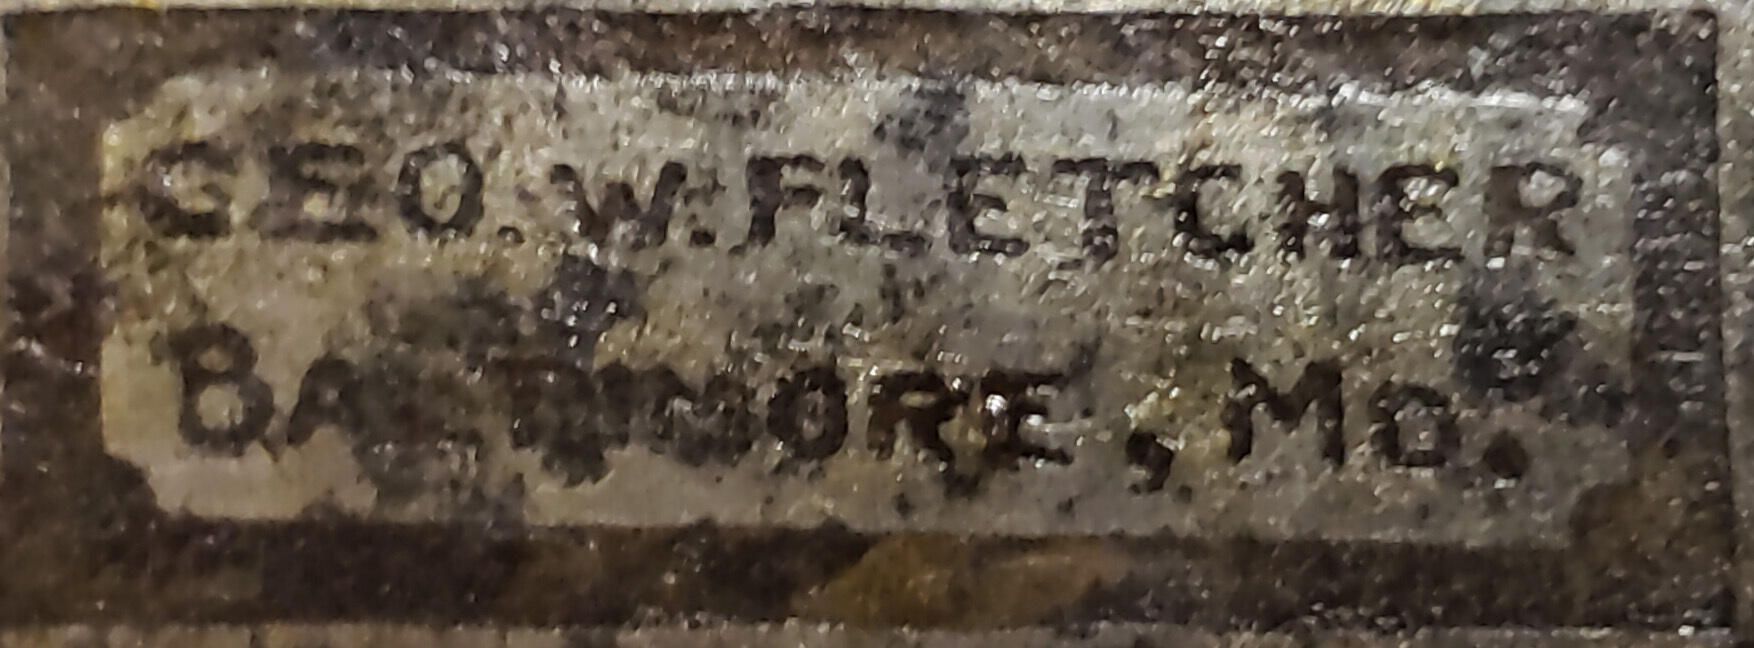 GEO. W. FLETCHER
BALTIMORE, MD.